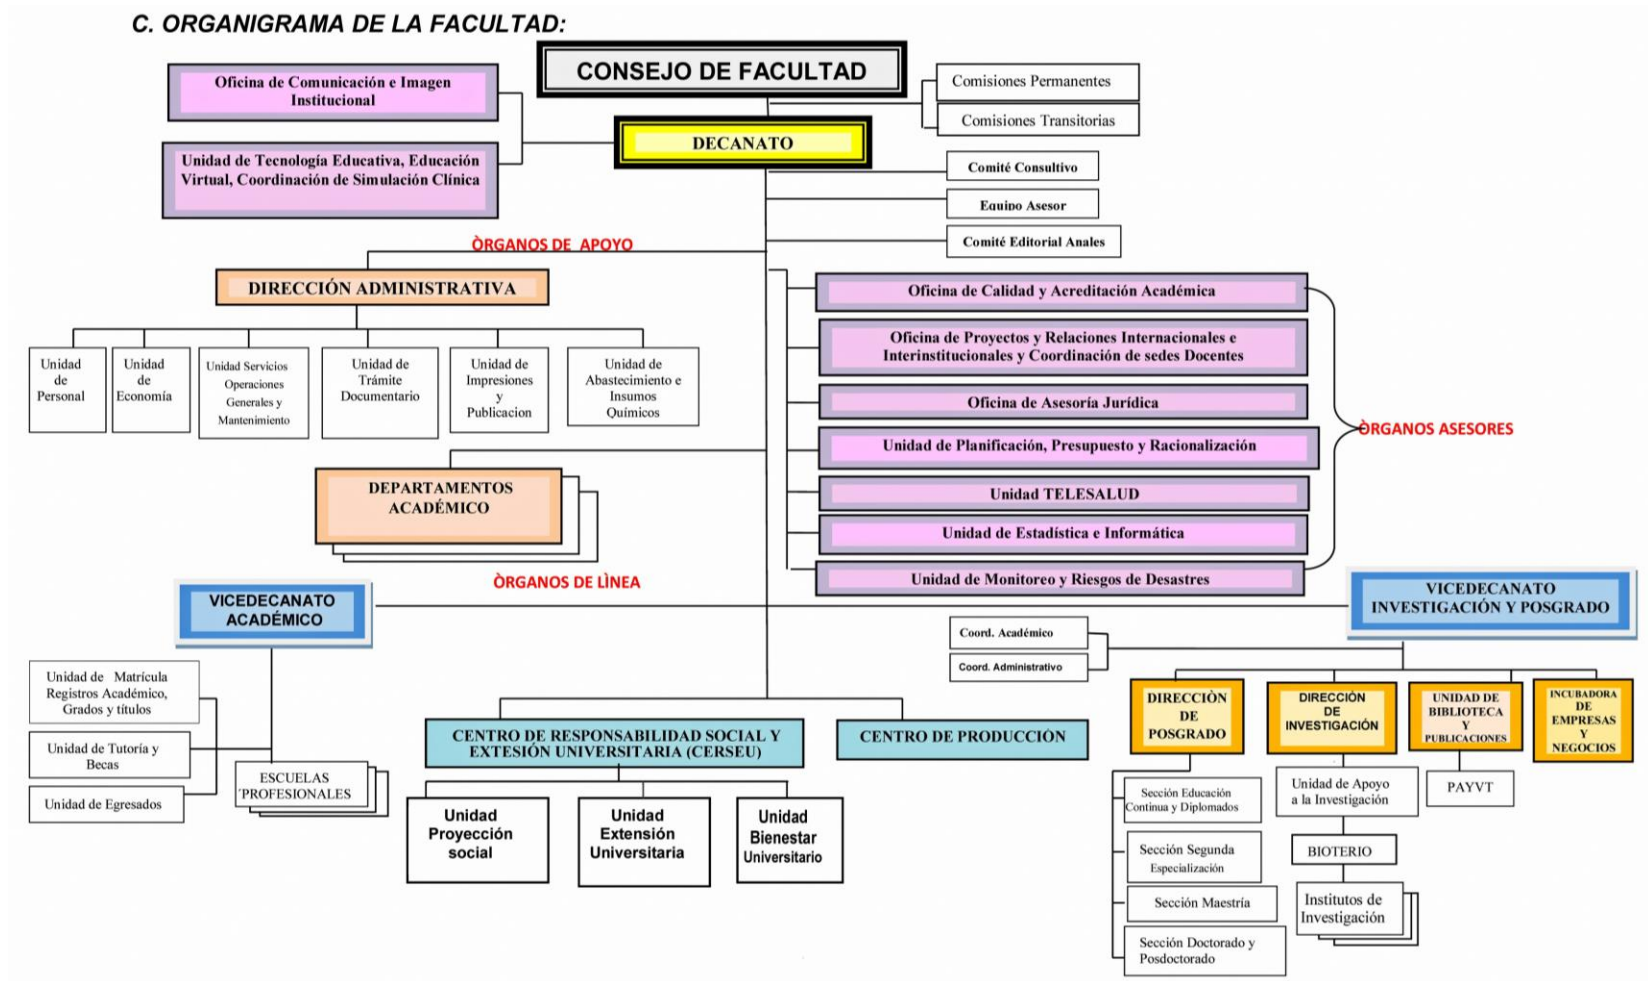 C. ORGANIGRAMA DE LA FACULTAD:
CONSEJO DE FACULTAD
Oficina de Comunicación e Imagen
Institucional
Comisiones Permanentes
Comisiones Transitorias
DECANATO
Unidad de Tecnología Educativa, Educación
Virtual, Coordinación de Simulación Clínica
Comité Consultivo
Equipo Asesor
Comité Editorial Anales
ÒRGANOS DE APOYO
DIRECCIÓN ADMINISTRATIVA
Unidad
de
Personal
Unidad
de
Economía
Unidad Servicios
Operaciones
Generales y
Mantenimiento
Unidad de
Trámite
Documentario
Unidad de
Impresiones
y
Publicacion
Unidad de
Abastecimiento e
Insumos
Químicos
Oficina de Calidad y Acreditación Académica
Oficina de Proyectos y Relaciones Internacionales e
Interinstitucionales y Coordinación de sedes Docentes
Oficina de Asesoría Jurídica
Unidad de Planificación, Presupuesto y Racionalización
Unidad TELESALUD
Unidad de Estadística e Informática
Unidad de Monitoreo y Riesgos de Desastres
ÒRGANOS ASESORES
DEPARTAMENTOS
ACADÉMICO
ÒRGANOS DE LÌNEA
VICEDECANATO
ACADÉMICO
VICEDECANATO
INVESTIGACIÓN Y POSGRADO
Unidad de Matrícula
Registros Académico,
Grados y títulos
Unidad de Tutoría y
Becas
Unidad de Egresados
ESCUELAS
PROFESIONALES
Coord. Académico
Coord. Administrativo
CENTRO DE RESPONSABILIDAD SOCIAL Y
EXTESIÓN UNIVERSITARIA (CERSEU)
CENTRO DE PRODUCCIÓN
Unidad
Proyección
social
Unidad
Extensión
Universitaria
Unidad
Bienestar
Universitario
DIRECCIÒN
DE
POSGRADO
DIRECCIÓN
DE
INVESTIGACIÓN
UNIDAD DE
BIBLIOTECA
Y
PUBLICACIONES
INCUBADORA
DE
EMPRESAS
Y
NEGOCIOS
Sección Educación
Continua y Diplomados
Sección Segunda
Especialización
Sección Maestría
Sección Doctorado y
Posdoctorado
Unidad de Apoyo
a la Investigación
BIOTERIO
Institutos de
Investigación
PAYVT